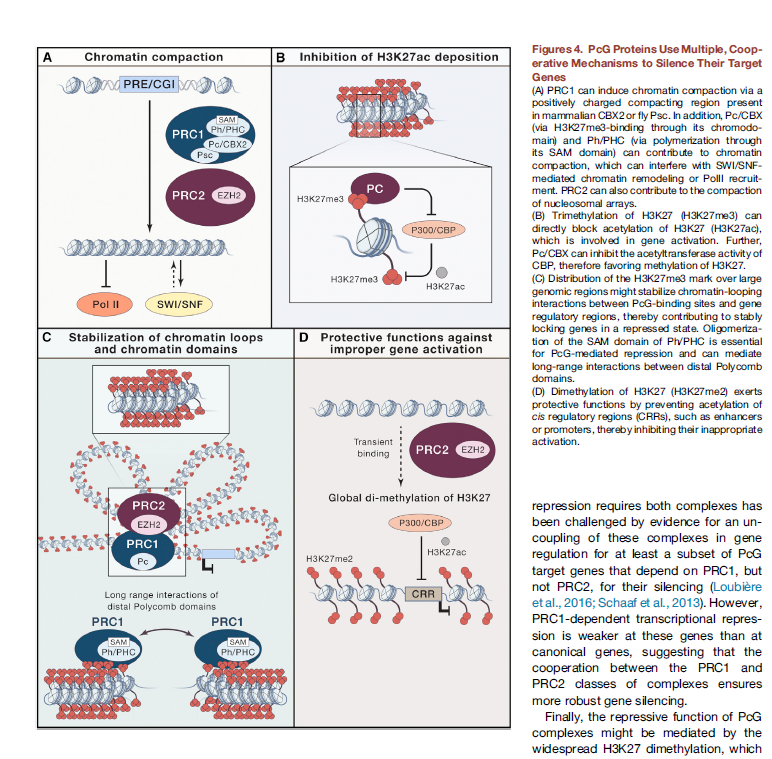 A Chromatin compaction
PRE/CGI
PRC1
SAM
Ph/PHC
Pc/CBX2
Psc
PRC2
EZH2
Pol II
SWI/SNF
B Inhibition of H3K27ac deposition
H3K27me3
PC
P300/CBP
H3K27me3
H3K27ac
C Stabilization of chromatin loops
and chromatin domains
PRC2
EZH2
PRC1
Pc
Long range interactions of
distal Polycomb domains
PRC1
SAM
Ph/PHC
PRC1
SAM
Ph/PHC
D Protective functions against
improper gene activation
Transient
binding
PRC2
EZH2
Global di-methylation of H3K27
P300/CBP
H3K27ac
H3K27me2
CRR
Figures 4. PcG Proteins Use Multiple, Coop-
erative Mechanisms to Silence Their Target
Genes
(A) PRC1 can induce chromatin compaction via a
positively charged compacting region present
in mammalian CBX2 or fly Psc. In addition, Pc/CBX
(via H3K27me3-binding through its chromodo-
main) and Ph/PHC (via polymerization through
its SAM domain) can contribute to chromatin
compaction, which can interfere with SWI/SNF-
mediated chromatin remodeling or PolII recruit-
ment. PRC2 can also contribute to the compaction
of nucleosomal arrays.
(B) Trimethylation of H3K27 (H3K27me3) can
directly block acetylation of H3K27 (H3K27ac),
which is involved in gene activation. Further,
Pc/CBX can inhibit the acetyltransferase activity of
CBP, therefore favoring methylation of H3K27.
(C) Distribution of the H3K27me3 mark over large
genomic regions might stabilize chromatin-looping
interactions between PcG-binding sites and gene
regulatory regions, thereby contributing to stably
locking genes in a repressed state. Oligomeriza-
tion of the SAM domain of Ph/PHC is essential
for PcG-mediated repression and can mediate
long-range interactions between distal Polycomb
domains.
(D) Dimethylation of H3K27 (H3K27me2) exerts
protective functions by preventing acetylation of
cis regulatory regions (CRRs), such as enhancers
or promoters, thereby inhibiting their inappropriate
activation.
repression requires both complexes has
been challenged by evidence for an un-
coupling of these complexes in gene
regulation for at least a subset of PcG
target genes that depend on PRC1, but
not PRC2, for their silencing (Loubière
et al., 2016; Schaaf et al., 2013). However,
PRC1-dependent transcriptional repres-
sion is weaker at these genes than at
canonical genes, suggesting that the
cooperation between the PRC1 and
PRC2 classes of complexes ensures
more robust gene silencing.
Finally, the repressive function of PcG
complexes might be mediated by the
widespread H3K27 dimethylation, which